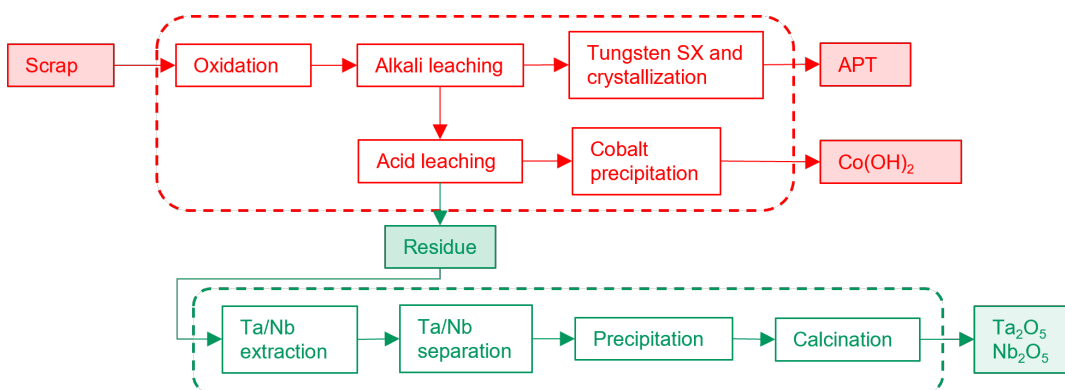 Scrap
Oxidation
Alkali leaching
Tungsten SX and
crystallization
APT
Acid leaching
Cobalt
precipitation
Co(OH)₂
Residue
Ta/Nb
extraction
Ta/Nb
separation
Precipitation
Calcination
Ta₂O₅
Nb₂O₅